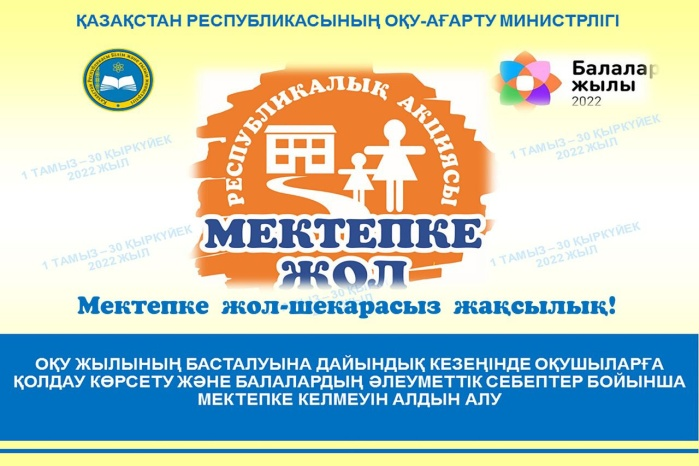 ҚАЗАҚСТАН РЕСПУБЛИКАСЫНЫҢ ОҚУ-АҒАРТУ МИНИСТРЛІГІ
Балалар
жылы
2022
РЕСПУБЛИКАЛЫҚ АКЦИЯСЫ
1 ТАМЫЗ – 30 ҚЫРКҮЙЕК
2022 ЖЫЛ
1 ТАМЫЗ – 30 ҚЫРКҮЙЕК
2022 ЖЫЛ
МЕКТЕПКЕ
ЖОЛ
1 ТАМЫЗ – 30 ҚЫРКҮЙЕК
2022 ЖЫЛ
1 ТАМЫЗ – 30 ҚЫРКҮЙЕК
2022 ЖЫЛ
Мектепке жол-шекарасыз жақсылық!
ОҚУ ЖЫЛЫНЫҢ БАСТАЛУЫНА ДАЙЫНДЫҚ КЕЗЕҢІНДЕ ОҚУШЫЛАРҒА
ҚОЛДАУ КӨРСЕТУ ЖӘНЕ БАЛАЛАРДЫҢ ӘЛЕУМЕТТІК СЕБЕПТЕР БОЙЫНША
МЕКТЕПКЕ КЕЛМЕУІН АЛДЫН АЛУ